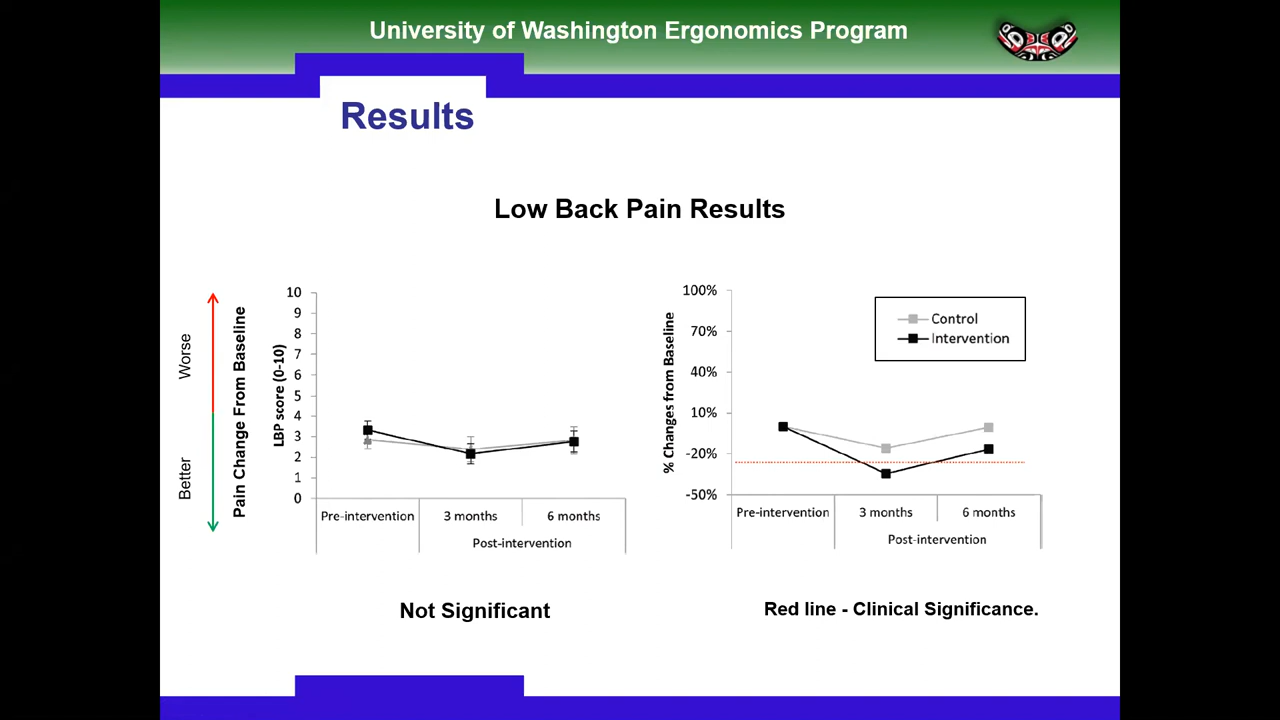 University of Washington Ergonomics Program
Results
Low Back Pain Results
Worse
Better
Pain Change From Baseline
LBP score (0-10)
10
9
8
7
6
5
4
3
2
1
0
Pre-intervention
3 months
6 months
Post-intervention
Not Significant
% Changes from Baseline
100%
70%
40%
10%
-20%
-50%
Control
Intervention
Pre-intervention
3 months
6 months
Post-intervention
Red line - Clinical Significance.